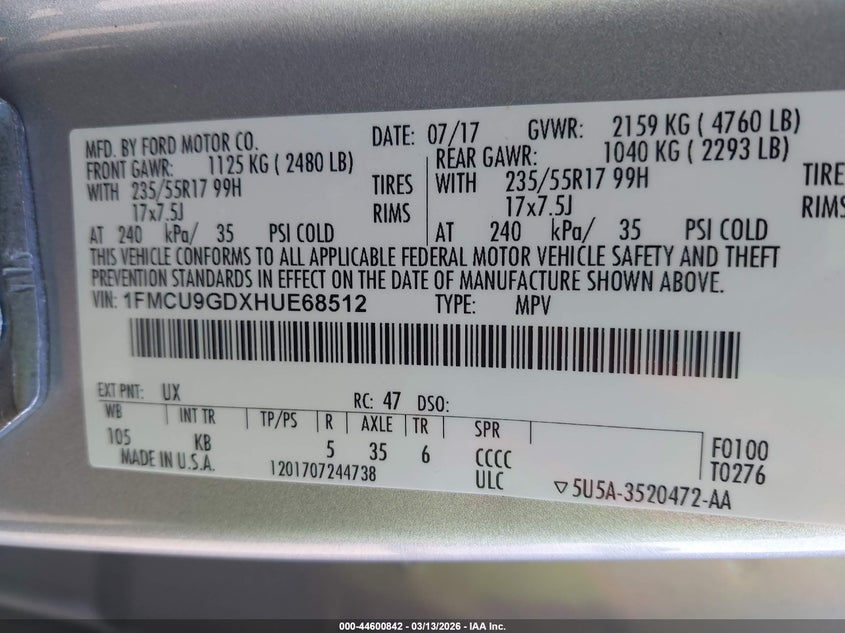 MFD. BY FORD MOTOR CO. DATE: 07/17 GVWR: 2159 KG ( 4760 LB)
FRONT GAWR: 1125 KG ( 2480 LB) REAR GAWR: 1040 KG ( 2293 LB)
WITH 235/55R17 99H TIRES WITH 235/55R17 99H TIRE
17x7.5J RIMS 17x7.5J RIMS
AT 240 kPa/ 35 PSI COLD AT 240 kPa/ 35 PSI COLD
THIS VEHICLE CONFORMS TO ALL APPLICABLE FEDERAL MOTOR VEHICLE SAFETY AND THEFT
PREVENTION STANDARDS IN EFFECT ON THE DATE OF MANUFACTURE SHOWN ABOVE.
VIN: 1FMCU9GDXHUE68512 TYPE: MPV
EXT PNT: UX RC: 47 DSO:
WB INT TR TP/PS R AXLE TR SPR
105 KB 5 35 6 CCCC F0100
MADE IN U.S.A. 1201707244738 ULC T0276
▽5U5A-3520472-AA
000-44600842 | 03/13/2026 | IAA Inc.